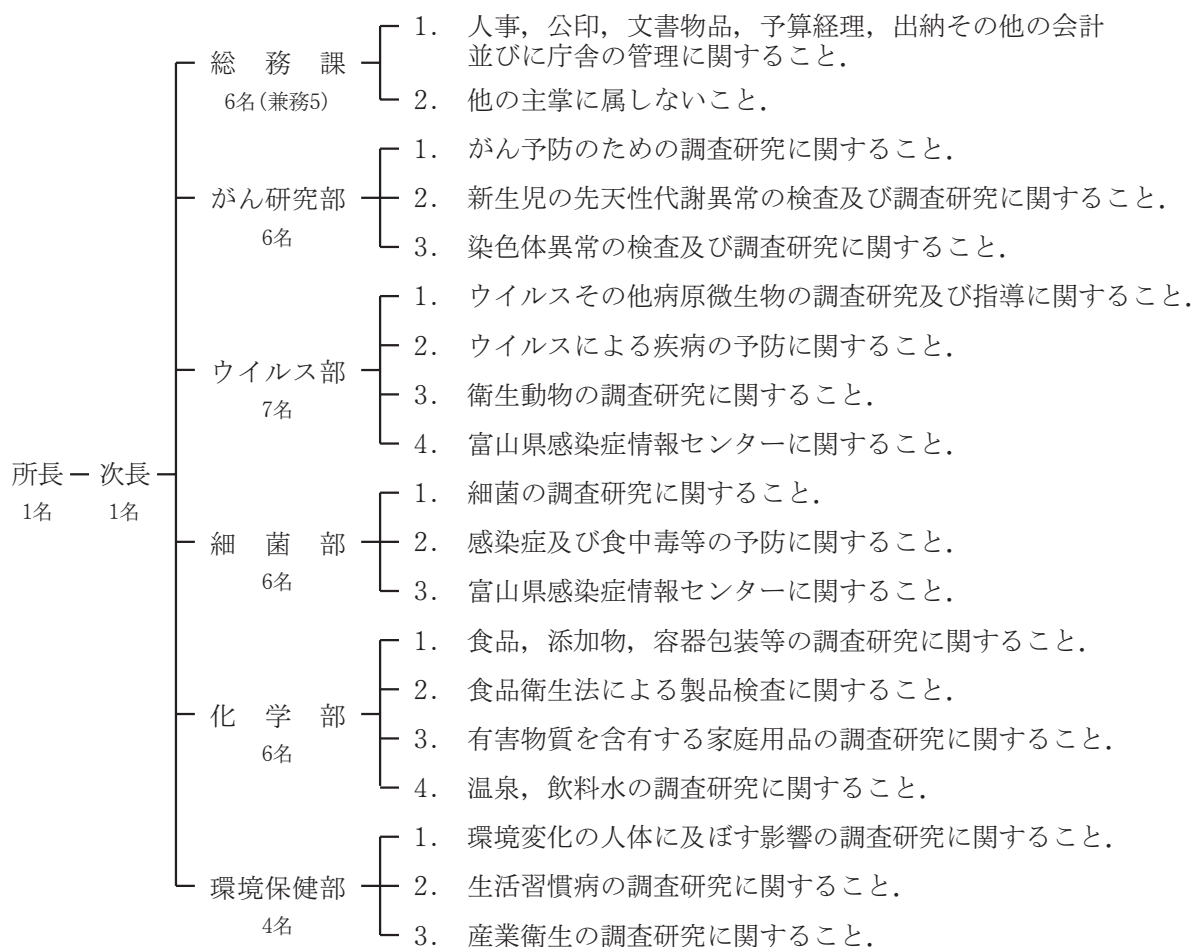 総務課
6名(兼務5)
1. 人事，公印，文書物品，予算経理，出納その他の会計
並びに庁舎の管理に関すること．
2. 他の主掌に属しないこと．
がん研究部
6名
1. がん予防のための調査研究に関すること．
2. 新生児の先天性代謝異常の検査及び調査研究に関すること．
3. 染色体異常の検査及び調査研究に関すること．
ウイルス部
7名
1. ウイルスその他病原微生物の調査研究及び指導に関すること．
2. ウイルスによる疾病の予防に関すること．
3. 衛生動物の調査研究に関すること．
4. 富山県感染症情報センターに関すること．
所長
1名
次長
1名
細菌部
6名
1. 細菌の調査研究に関すること．
2. 感染症及び食中毒等の予防に関すること．
3. 富山県感染症情報センターに関すること．
化学部
6名
1. 食品，添加物，容器包装等の調査研究に関すること．
2. 食品衛生法による製品検査に関すること．
3. 有害物質を含有する家庭用品の調査研究に関すること．
4. 温泉，飲料水の調査研究に関すること．
環境保健部
4名
1. 環境変化の人体に及ぼす影響の調査研究に関すること．
2. 生活習慣病の調査研究に関すること．
3. 産業衛生の調査研究に関すること．